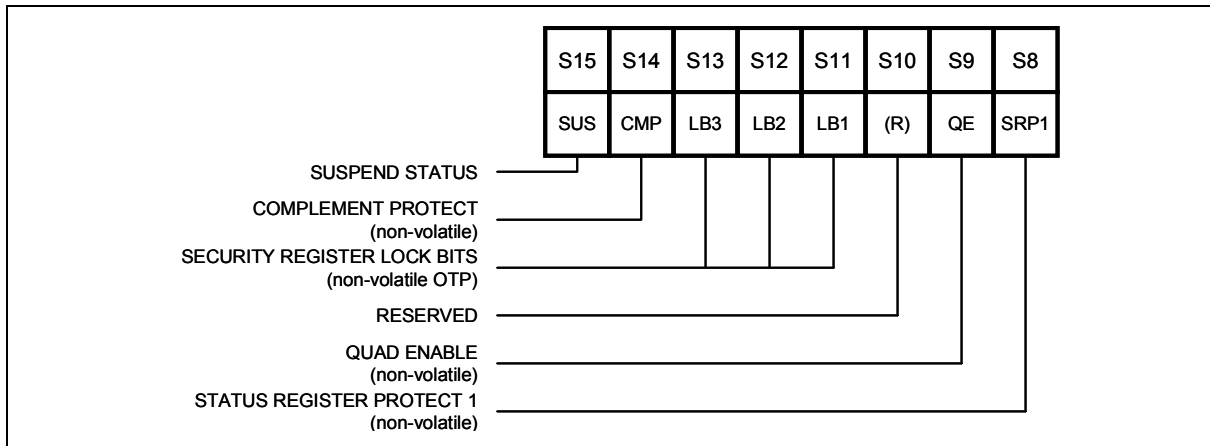 S15 S14 S13 S12 S11 S10 S9 S8
SUS CMP LB3 LB2 LB1 (R) QE SRP1
SUSPEND STATUS
COMPLEMENT PROTECT
(non-volatile)
SECURITY REGISTER LOCK BITS
(non-volatile OTP)
RESERVED
QUAD ENABLE
(non-volatile)
STATUS REGISTER PROTECT 1
(non-volatile)